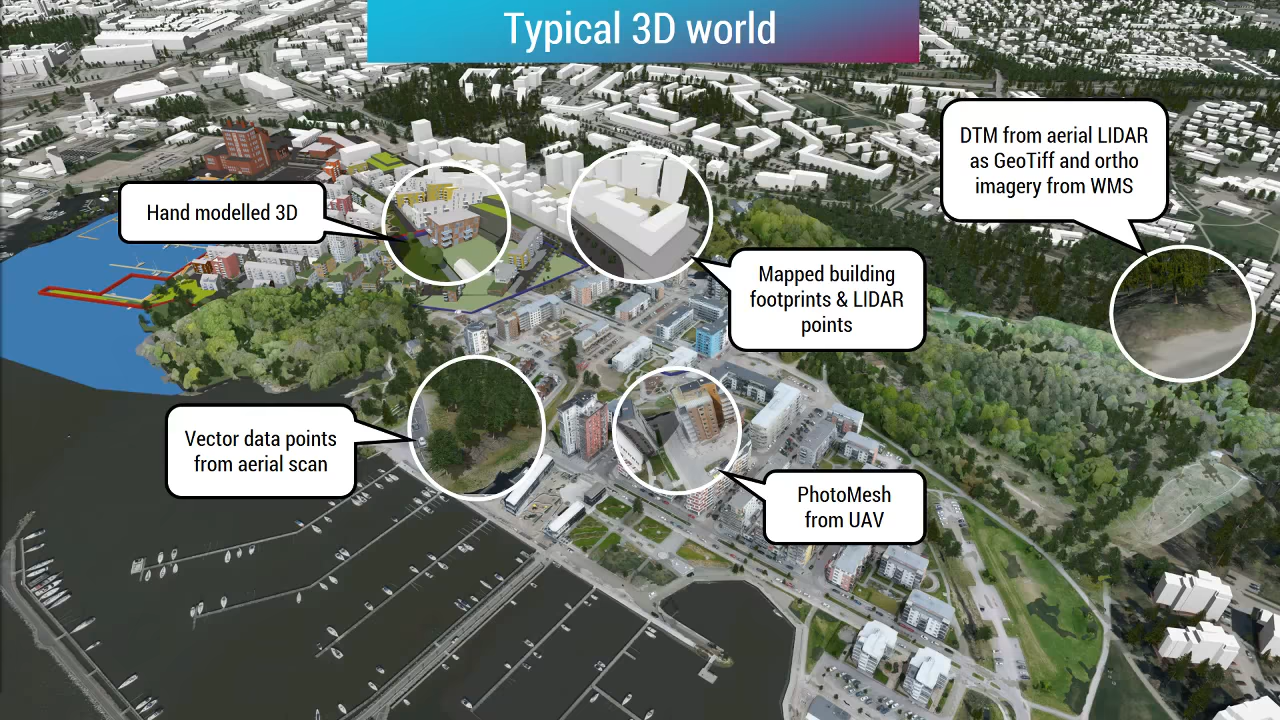 Typical 3D world
DTM from aerial LIDAR
as GeoTiff and ortho
imagery from WMS
Hand modelled 3D
Mapped building
footprints & LIDAR
points
Vector data points
from aerial scan
PhotoMesh
from UAV